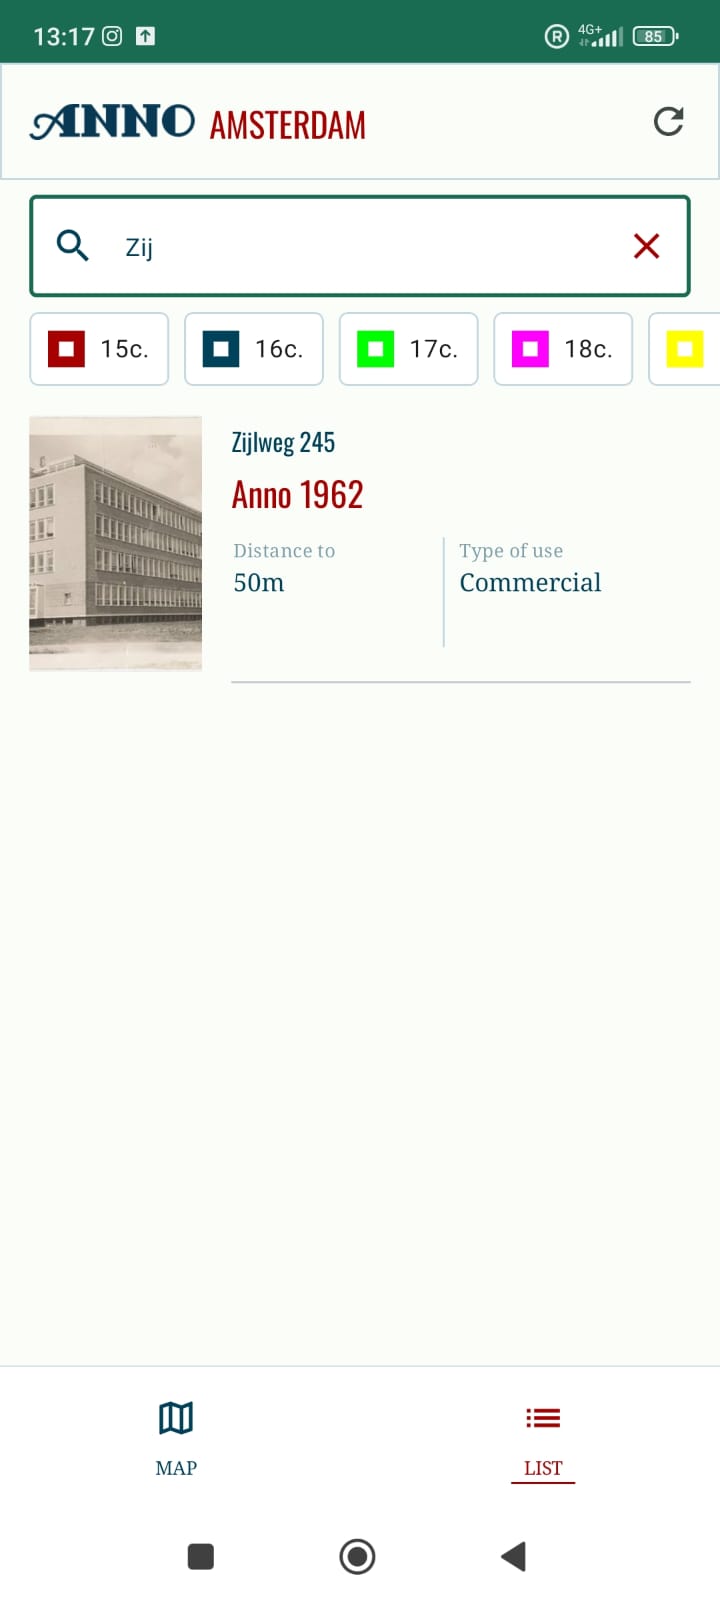 13:17 R 4G+ 85
ANNO AMSTERDAM
Zij
15c. 16c. 17c. 18c.
Zijlweg 245
Anno 1962
Distance to Type of use
50m Commercial
MAP LIST